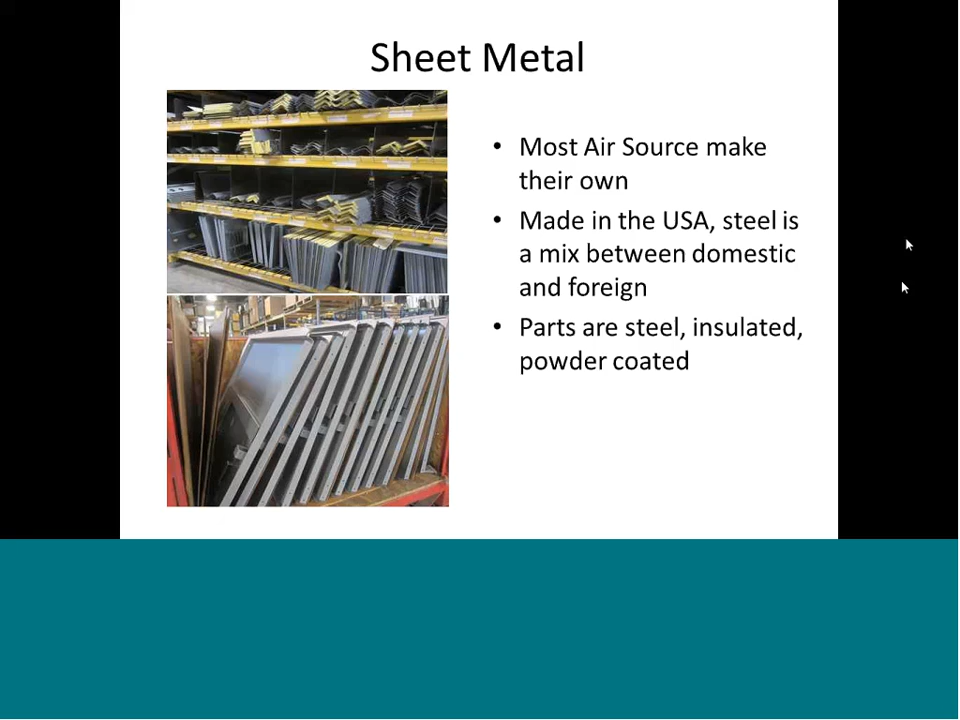 Sheet Metal
• Most Air Source make
their own
• Made in the USA, steel is
a mix between domestic
and foreign
• Parts are steel, insulated,
powder coated